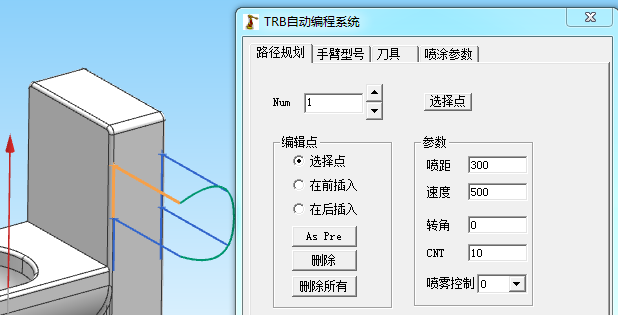 TRB自动编程系统
路径规划 手臂型号 刀具 喷涂参数
Num 1 选择点
编辑点
选择点
在前插入
在后插入
As Pre
删除
删除所有
参数
喷距 300
速度 500
转角 0
CNT 10
喷雾控制 0